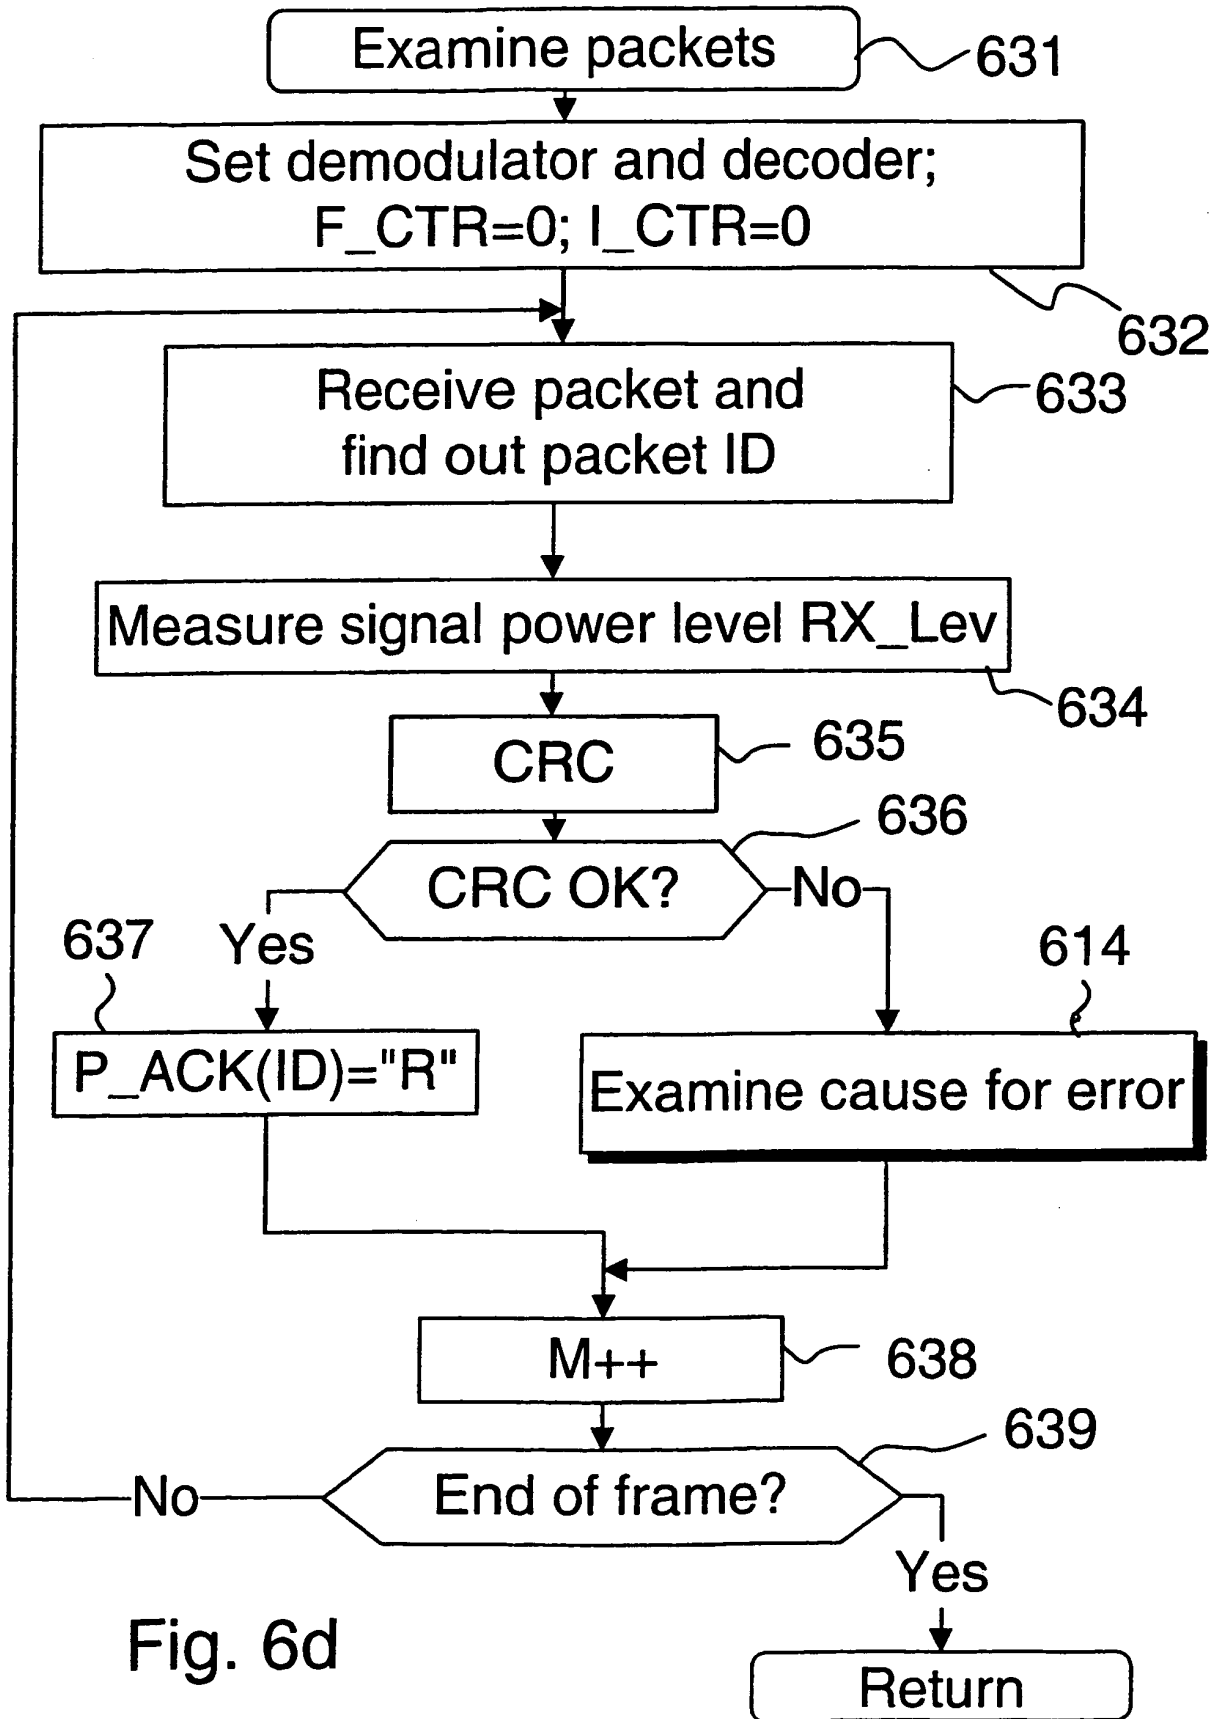 Examine packets
631
Set demodulator and decoder;
F_CTR=0; I_CTR=0
632
Receive packet and
find out packet ID
633
Measure signal power level RX_Lev
634
CRC
635
636
CRC OK?
No
Yes
637
614
P_ACK(ID)="R"
Examine cause for error
M++
638
639
End of frame?
No
Yes
Fig. 6d
Return